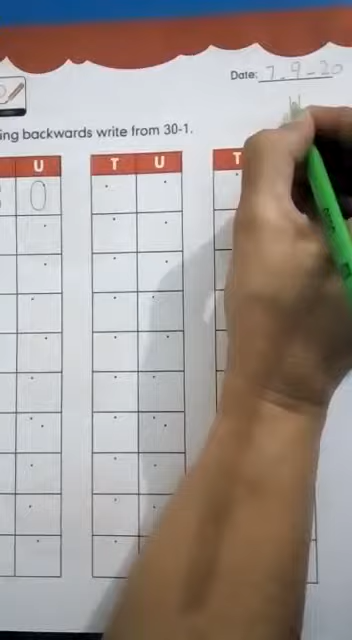 Date: 7-9-20
ing backwards write from 30-1.
U T U T
0